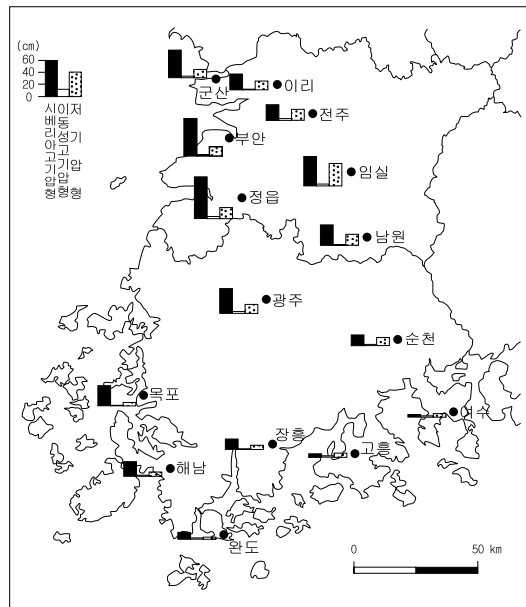 (cm)
60
40
20
0
시베리아고기압형
이동성고기압형
저기압형
군산
이리
전주
부안
임실
정읍
남원
광주
순천
목포
여수
장흥
고흥
해남
완도
0 50 km